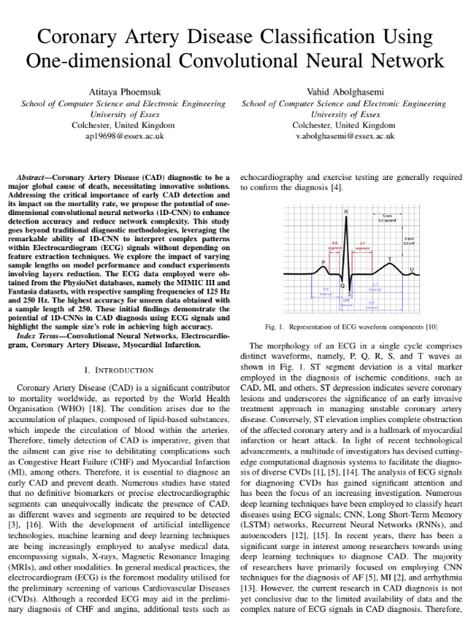 Coronary Artery Disease Classification Using
One-dimensional Convolutional Neural Network
Atitaya Phoemsuk
School of Computer Science and Electronic Engineering
University of Essex
Colchester, United Kingdom
ap19698@essex.ac.uk
Vahid Abolghasemi
School of Computer Science and Electronic Engineering
University of Essex
Colchester, United Kingdom
v.abolghasemi@essex.ac.uk
Abstract—Coronary Artery Disease (CAD) diagnostic to be a
major global cause of death, necessitating innovative solutions.
Addressing the critical importance of early CAD detection and
its impact on the mortality rate, we propose the potential of one-
dimensional convolutional neural networks (1D-CNN) to enhance
detection accuracy and reduce network complexity. This study
goes beyond traditional diagnostic methodologies, leveraging the
remarkable ability of 1D-CNN to interpret complex patterns
within Electrocardiogram (ECG) signals without depending on
feature extraction techniques. We explore the impact of varying
sample lengths on model performance and conduct experiments
involving layers reduction. The ECG data employed were ob-
tained from the PhysioNet databases, namely the MIMIC III and
Fantasia datasets, with respective sampling frequencies of 125 Hz
and 250 Hz. The highest accuracy for unseen data obtained with
a sample length of 250. These initial findings demonstrate the
potential of 1D-CNNs in CAD diagnosis using ECG signals and
highlight the sample size's role in achieving high accuracy.
Index Terms—Convolutional Neural Networks, Electrocardio-
gram, Coronary Artery Disease, Myocardial Infarction.
I. INTRODUCTION
Coronary Artery Disease (CAD) is a significant contributor
to mortality worldwide, as reported by the World Health
Organisation (WHO) [18]. The condition arises due to the
accumulation of plaques, composed of lipid-based substances,
which impede the circulation of blood within the arteries.
Therefore, timely detection of CAD is imperative, given that
the ailment can give rise to debilitating complications such
as Congestive Heart Failure (CHF) and Myocardial Infarction
(MI), among others. Therefore, it is essential to diagnose an
early CAD and prevent death. Numerous studies have stated
that no definitive biomarkers or precise electrocardiographic
segments can unequivocally indicate the presence of CAD,
as different waves and segments are required to be detected
[3], [16]. With the development of artificial intelligence
technologies, machine learning and deep learning techniques
are being increasingly employed to analyse medical data,
encompassing signals, X-rays, Magnetic Resonance Imaging
(MRIs), and other modalities. In general medical practices, the
electrocardiogram (ECG) is the foremost modality utilised for
the preliminary screening of various Cardiovascular Diseases
(CVDs). Although a recorded ECG may aid in the prelimi-
nary diagnosis of CHF and angina, additional tests such as
echocardiography and exercise testing are generally required
to confirm the diagnosis [4].
R
P
Q
S
T
U
Fig. 1. Representation of ECG waveform components [10]
The morphology of an ECG in a single cycle comprises
distinct waveforms, namely, P, Q, R, S, and T waves as
shown in Fig. 1. ST segment deviation is a vital marker
employed in the diagnosis of ischemic conditions, such as
CAD, MI, and others. ST depression indicates severe coronary
lesions and underscores the significance of an early invasive
treatment approach in managing unstable coronary artery
disease. Conversely, ST elevation implies complete obstruction
of the affected coronary artery and is a hallmark of myocardial
infarction or heart attack. In light of recent technological
advancements, a multitude of investigators has devised cutting-
edge computational diagnosis systems to facilitate the diagno-
sis of diverse CVDs [1], [5], [14]. The analysis of ECG signals
for diagnosing CVDs has gained significant attention and
has been the focus of an increasing investigation. Numerous
deep learning techniques have been employed to classify heart
diseases using ECG signals; CNN, Long Short-Term Memory
(LSTM) networks, Recurrent Neural Networks (RNNs), and
autoencoders [12], [15]. In recent years, there has been a
significant surge in interest among researchers towards using
deep learning techniques to diagnose CAD. The majority
of researchers have primarily focused on employing CNN
techniques for the diagnosis of AF [5], MI [2], and arrhythmia
[13]. However, the current research in CAD diagnosis is not
yet conclusive due to the limited availability of data and the
complex nature of ECG signals in CAD diagnosis. Therefore,